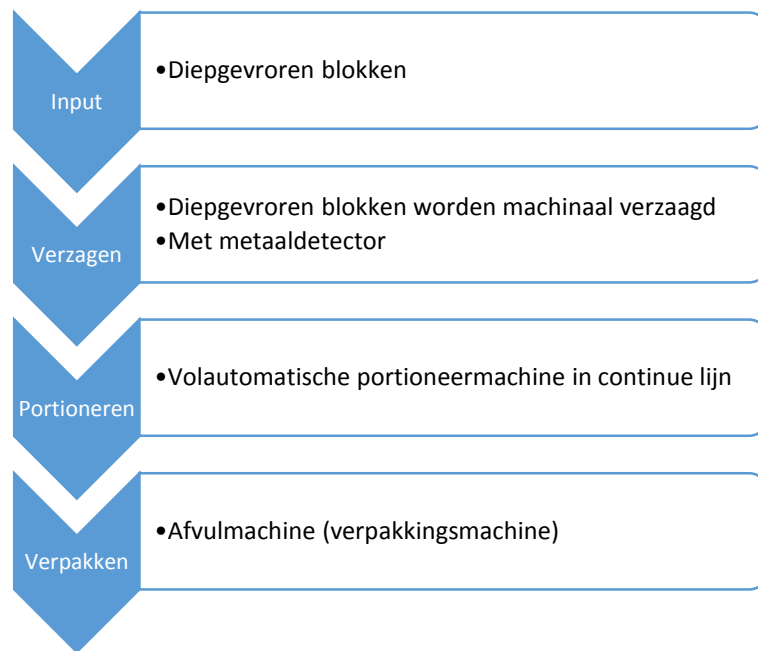 Input
•Diepgevroren blokken
Verzagen
•Diepgevroren blokken worden machinaal verzaagd
•Met metaaldetector
Portioneren
•Volautomatische portioneermachine in continue lijn
Verpakken
•Afvulmachine (verpakkingsmachine)